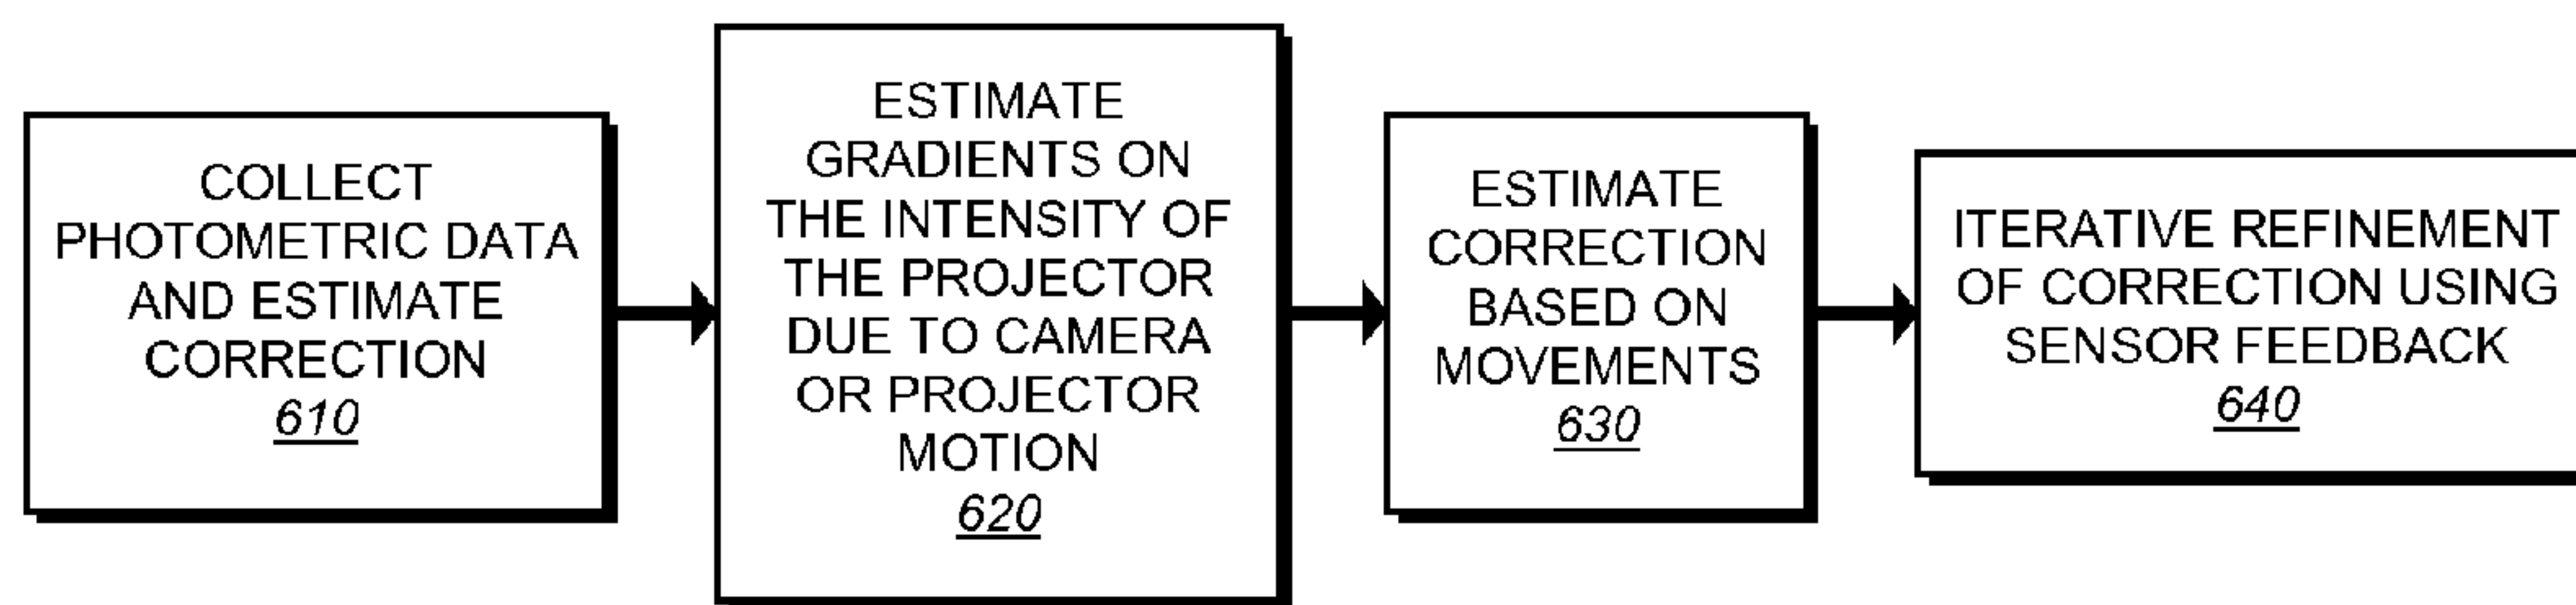 COLLECT
PHOTOMETRIC DATA
AND ESTIMATE
CORRECTION
610
ESTIMATE
GRADIENTS ON
THE INTENSITY OF
THE PROJECTOR
DUE TO CAMERA
OR PROJECTOR
MOTION
620
ESTIMATE
CORRECTION
BASED ON
MOVEMENTS
630
ITERATIVE REFINEMENT
OF CORRECTION USING
SENSOR FEEDBACK
640